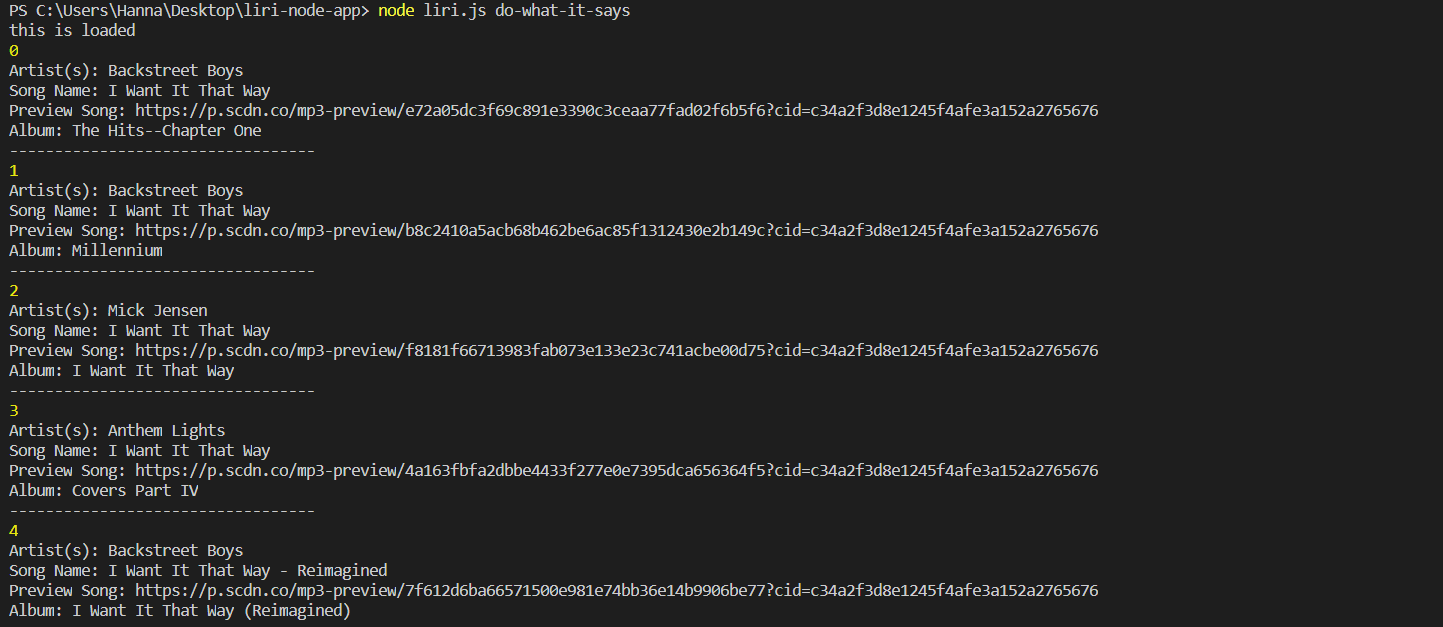 PS C:\Users\Hanna\Desktop\liri-node-app> node liri.js do-what-it-says
this is loaded
0
Artist(s): Backstreet Boys
Song Name: I Want It That Way
Preview Song: https://p.scdn.co/mp3-preview/e72a05dc3f69c891e3390c3ceaa77fad02f6b5f6?cid=c34a2f3d8e1245f4afe3a152a2765676
Album: The Hits--Chapter One
----------------------------------
1
Artist(s): Backstreet Boys
Song Name: I Want It That Way
Preview Song: https://p.scdn.co/mp3-preview/b8c2410a5acb68b462be6ac85f1312430e2b149c?cid=c34a2f3d8e1245f4afe3a152a2765676
Album: Millennium
----------------------------------
2
Artist(s): Mick Jensen
Song Name: I Want It That Way
Preview Song: https://p.scdn.co/mp3-preview/f8181f66713983fab073e133e23c741acbe00d75?cid=c34a2f3d8e1245f4afe3a152a2765676
Album: I Want It That Way
----------------------------------
3
Artist(s): Anthem Lights
Song Name: I Want It That Way
Preview Song: https://p.scdn.co/mp3-preview/4a163fbfa2dbbe4433f277e0e7395dca656364f5?cid=c34a2f3d8e1245f4afe3a152a2765676
Album: Covers Part IV
----------------------------------
4
Artist(s): Backstreet Boys
Song Name: I Want It That Way - Reimagined
Preview Song: https://p.scdn.co/mp3-preview/7f612d6ba66571500e981e74bb36e14b9906be77?cid=c34a2f3d8e1245f4afe3a152a2765676
Album: I Want It That Way (Reimagined)